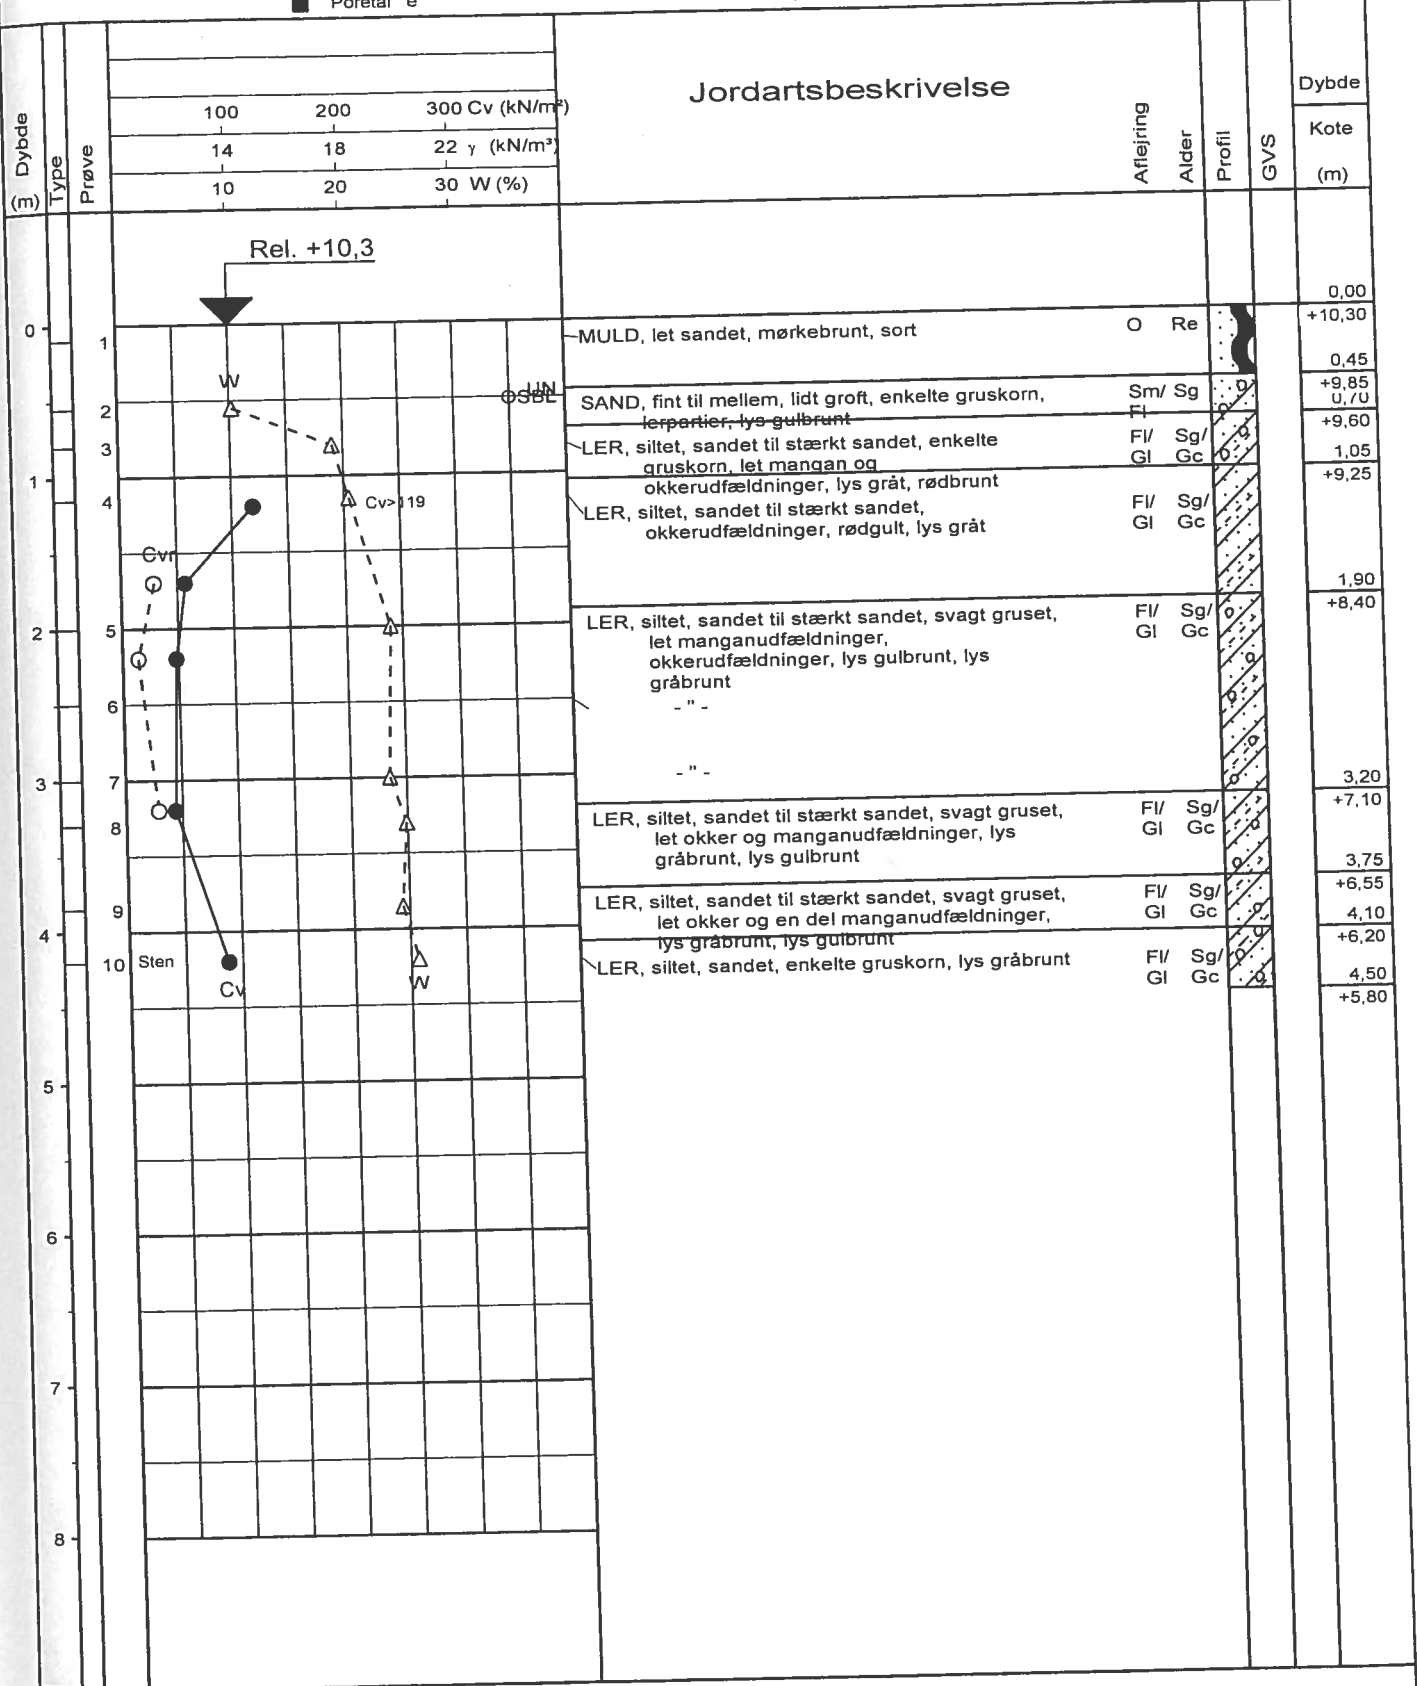 Poretal e
Dybde
(m)
Type
Prøve
100 200 300 Cv (kN/m²)
14 18 22 γ (kN/m³)
10 20 30 W (%)
Jordartsbeskrivelse
Aflejring
Alder
Profil
GVS
Dybde
Kote
(m)
Rel. +10,3
0,00
0 1 MULD, let sandet, mørkebrunt, sort O Re +10,30
0,45
W
+9,85
2 SAND, fint til mellem, lidt groft, enkelte gruskorn, Sm/ Sg 0,70
lerpartier, lys gulbrunt Fl
+9,60
3 LER, siltet, sandet til stærkt sandet, enkelte Fl/ Sg/
gruskorn, let mangan og Gl Gc 1,05
okkerudfældninger, lys gråt, rødbrunt +9,25
1 4 Cv>119 LER, siltet, sandet til stærkt sandet, Fl/ Sg/
okkerudfældninger, rødgult, lys gråt Gl Gc
Cvr
1,90
+8,40
2 5 LER, siltet, sandet til stærkt sandet, svagt gruset, Fl/ Sg/
let manganudfældninger, Gl Gc
okkerudfældninger, lys gulbrunt, lys
gråbrunt
6 - " -
3 7 - " - 3,20
+7,10
8 LER, siltet, sandet til stærkt sandet, svagt gruset, Fl/ Sg/
let okker og manganudfældninger, lys Gl Gc
gråbrunt, lys gulbrunt 3,75
+6,55
9 LER, siltet, sandet til stærkt sandet, svagt gruset, Fl/ Sg/
let okker og en del manganudfældninger, Gl Gc 4,10
lys gråbrunt, lys gulbrunt +6,20
4
10 Sten LER, siltet, sandet, enkelte gruskorn, lys gråbrunt Fl/ Sg/
Gl Gc 4,50
Cv W +5,80
5
6
7
8